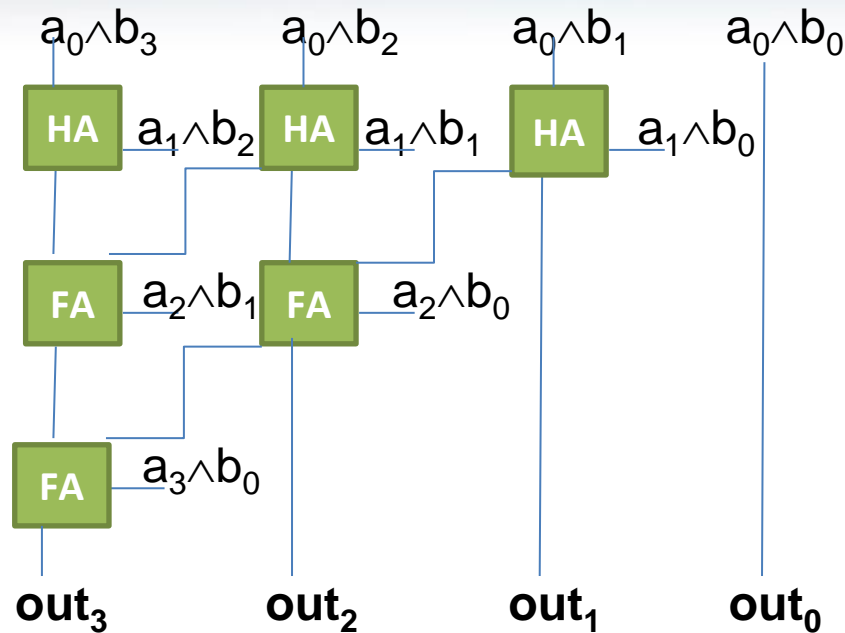 a₀∧b₃ a₀∧b₂ a₀∧b₁ a₀∧b₀
HA a₁∧b₂ HA a₁∧b₁ HA a₁∧b₀
FA a₂∧b₁ FA a₂∧b₀
FA a₃∧b₀
out₃ out₂ out₁ out₀